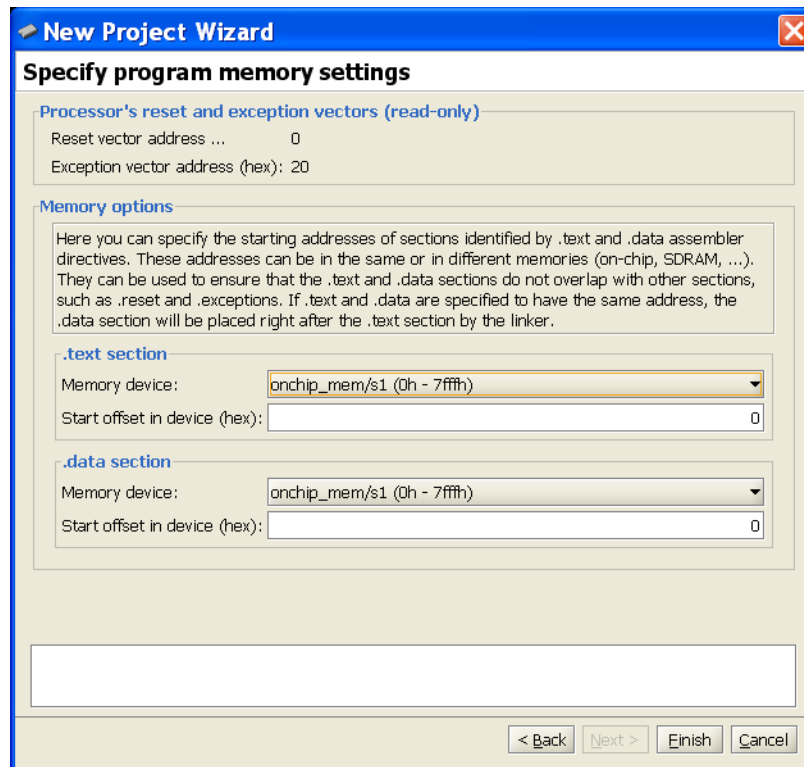 New Project Wizard
Specify program memory settings
Processor's reset and exception vectors (read-only)
Reset vector address ... 0
Exception vector address (hex): 20
Memory options
Here you can specify the starting addresses of sections identified by .text and .data assembler
directives. These addresses can be in the same or in different memories (on-chip, SDRAM, ...).
They can be used to ensure that the .text and .data sections do not overlap with other sections,
such as .reset and .exceptions. If .text and .data are specified to have the same address, the
.data section will be placed right after the .text section by the linker.
.text section
Memory device: onchip_mem/s1 (0h - 7fffh)
Start offset in device (hex): 0
.data section
Memory device: onchip_mem/s1 (0h - 7fffh)
Start offset in device (hex): 0
< Back Next > Finish Cancel